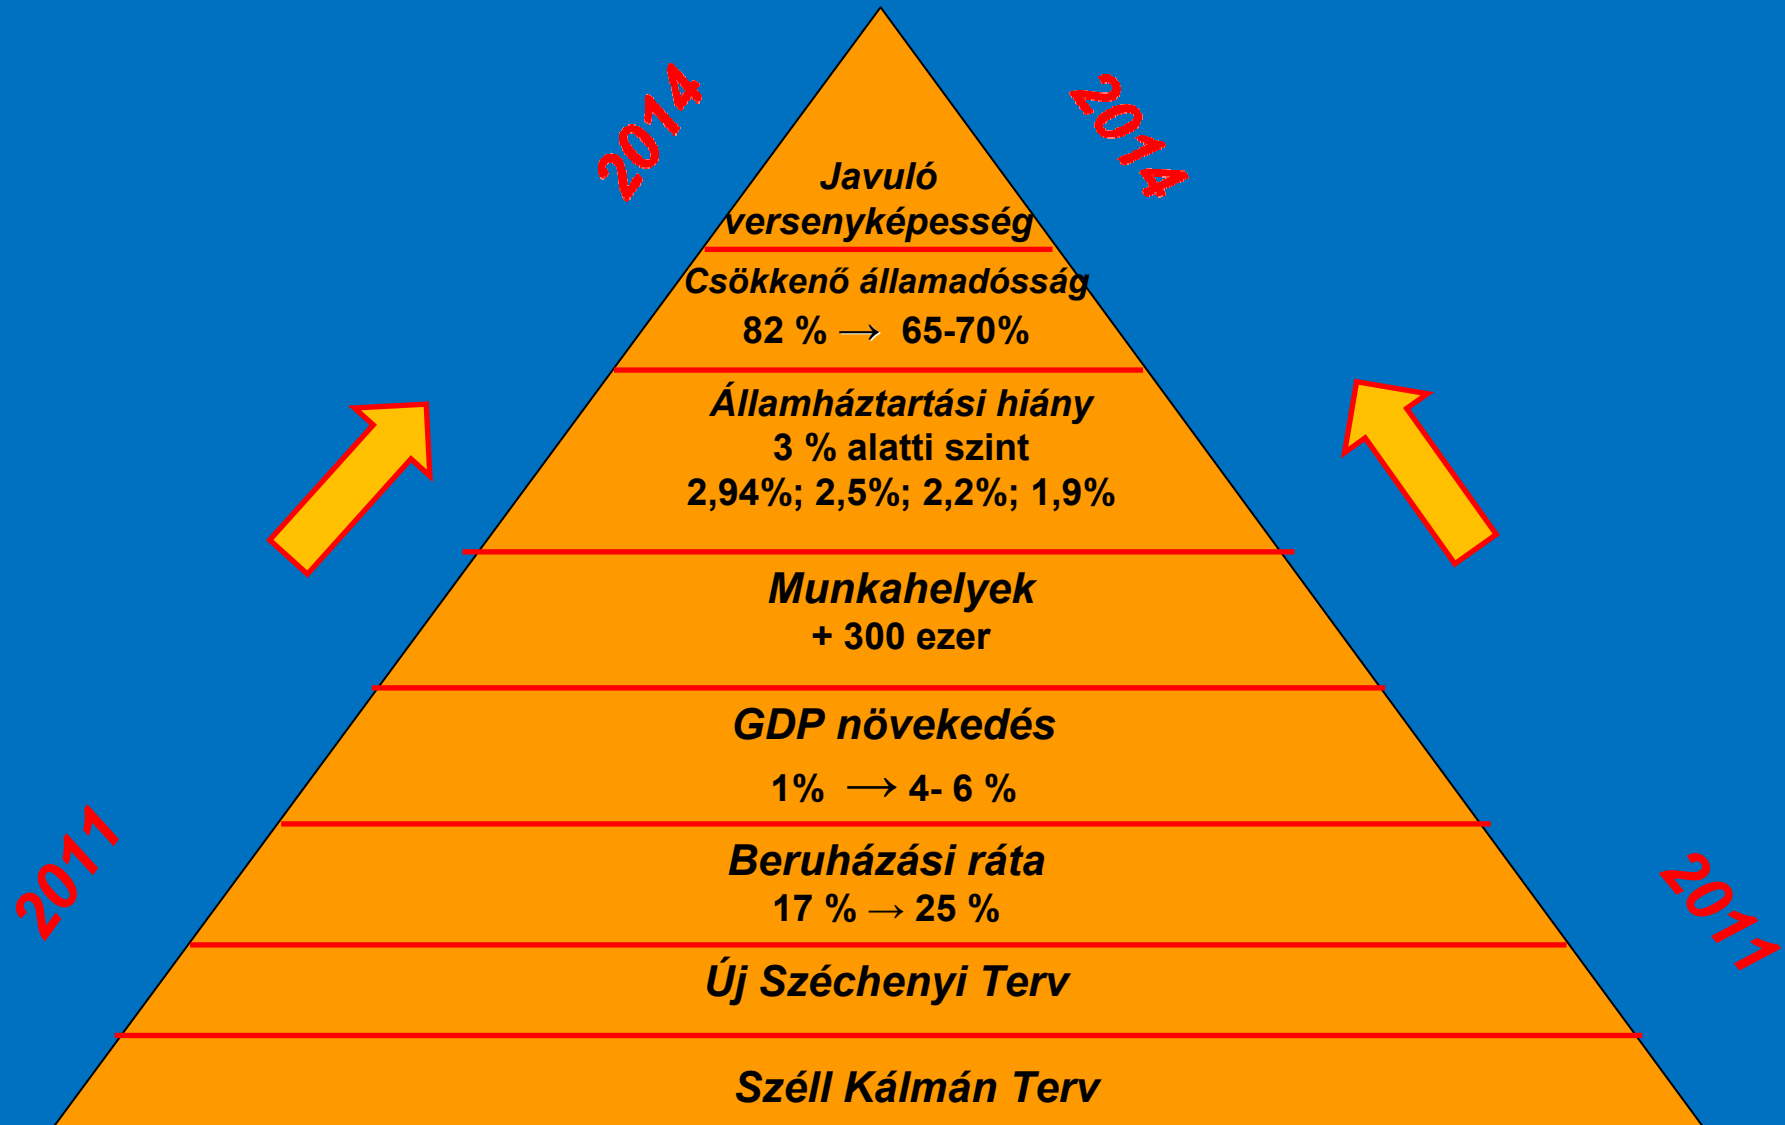 2014
2014
Javuló
versenyképesség
Csökkenő államadósság
82 % → 65-70%
Államháztartási hiány
3 % alatti szint
2,94%; 2,5%; 2,2%; 1,9%
Munkahelyek
+ 300 ezer
GDP növekedés
1% → 4- 6 %
2011
Beruházási ráta
17 % → 25 %
2011
Új Széchenyi Terv
Széll Kálmán Terv